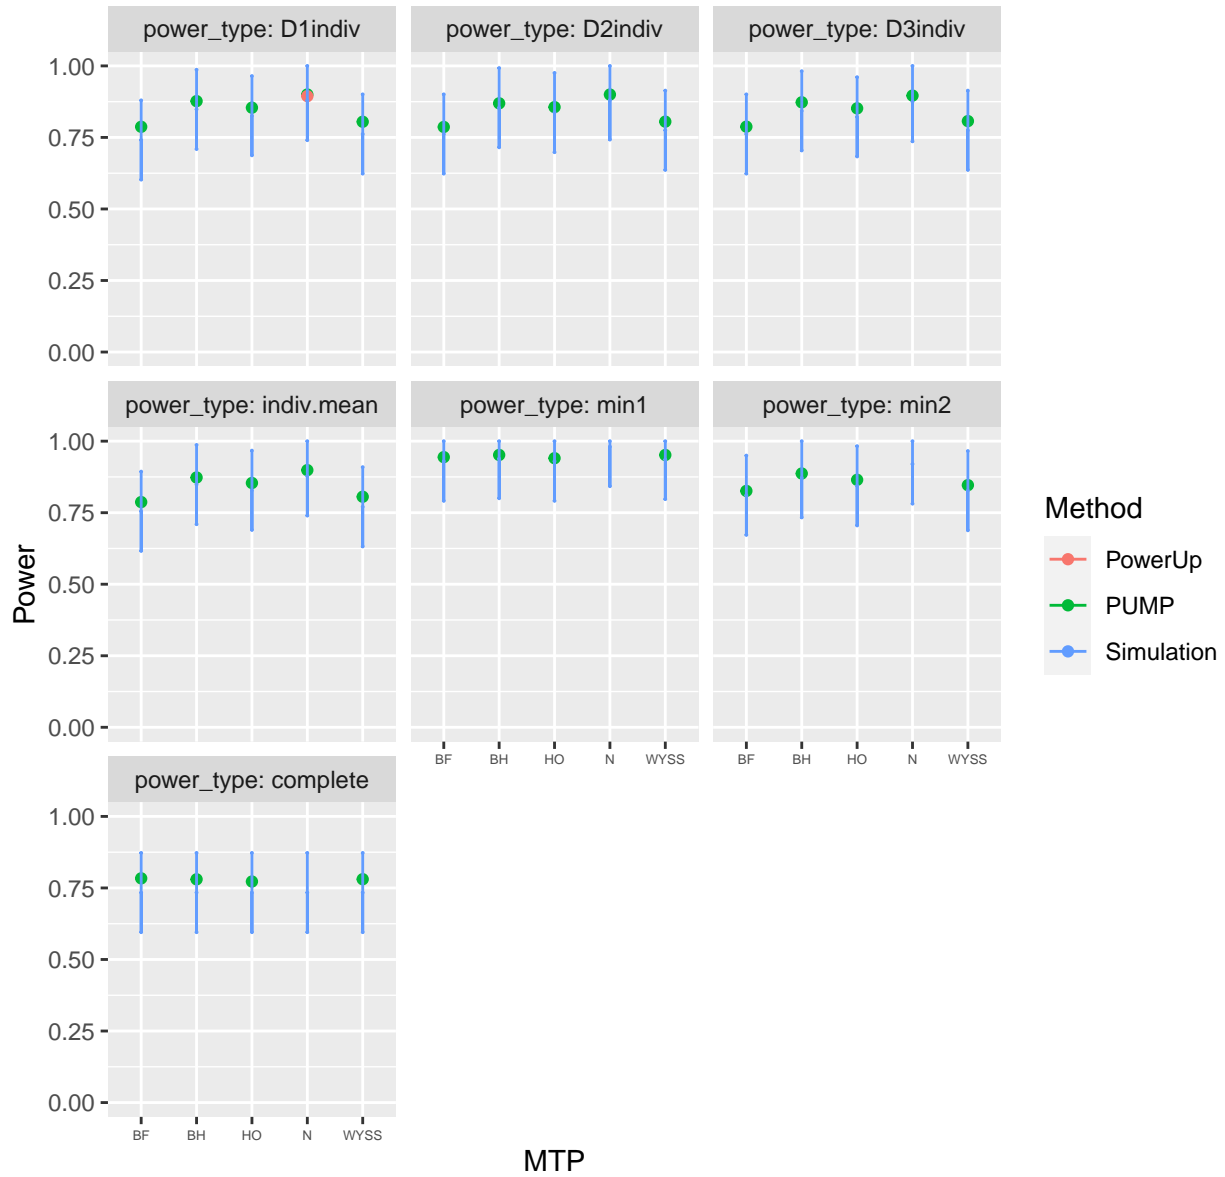 power_type: D1indiv
power_type: D2indiv
power_type: D3indiv
1.00
0.75
0.50
0.25
0.00
power_type: indiv.mean
power_type: min1
power_type: min2
1.00
0.75
0.50
0.25
0.00
BF BH HO N WYSS
BF BH HO N WYSS
power_type: complete
1.00
0.75
0.50
0.25
0.00
BF BH HO N WYSS
Power
MTP
Method
PowerUp
PUMP
Simulation